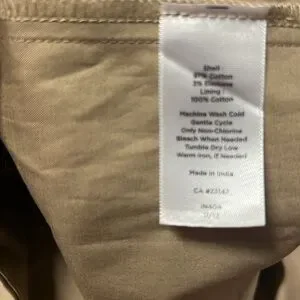 Shell
97% Cotton
3% Elastane
Lining
100% Cotton
Machine Wash Cold
Gentle Cycle
Only Non-Chlorine
Bleach When Needed
Tumble Dry Low
Warm Iron, If Needed
Made in India
CA #23147